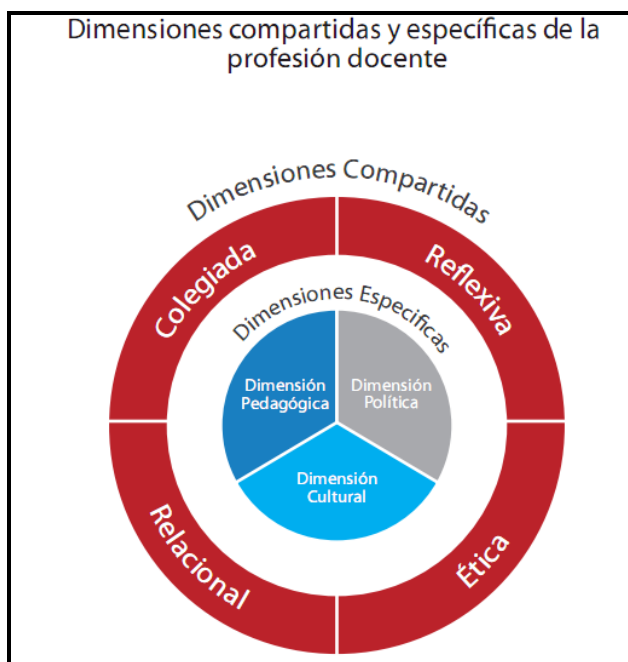 Dimensiones compartidas y específicas de la
profesión docente
Dimensiones Compartidas
Colegiada
Reflexiva
Dimensiones Específicas
Dimensión
Pedagógica
Dimensión
Política
Dimensión
Cultural
Relacional
Ética